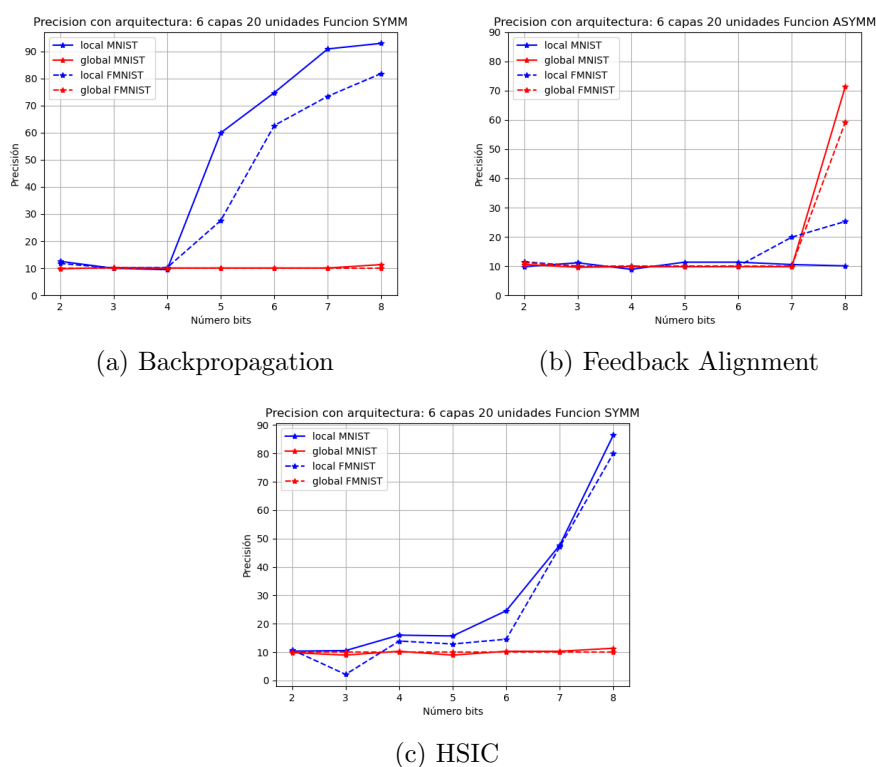 Precision con arquitectura: 6 capas 20 unidades Funcion SYMM
local MNIST
global MNIST
local FMNIST
global FMNIST
Precisión
90
80
70
60
50
40
30
20
10
0
2 3 4 5 6 7 8
Número bits
(a) Backpropagation
Precision con arquitectura: 6 capas 20 unidades Funcion ASYMM
local MNIST
global MNIST
local FMNIST
global FMNIST
Precisión
90
80
70
60
50
40
30
20
10
0
2 3 4 5 6 7 8
Número bits
(b) Feedback Alignment
Precision con arquitectura: 6 capas 20 unidades Funcion SYMM
local MNIST
global MNIST
local FMNIST
global FMNIST
Precisión
90
80
70
60
50
40
30
20
10
0
2 3 4 5 6 7 8
Número bits
(c) HSIC